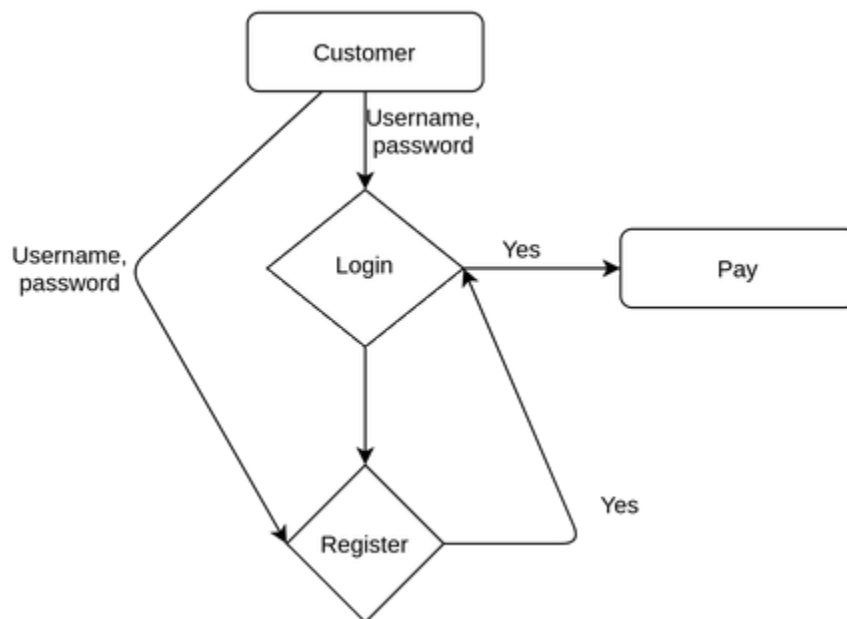 Customer
Username,
password
Username,
password
Login
Yes
Pay
Yes
Register